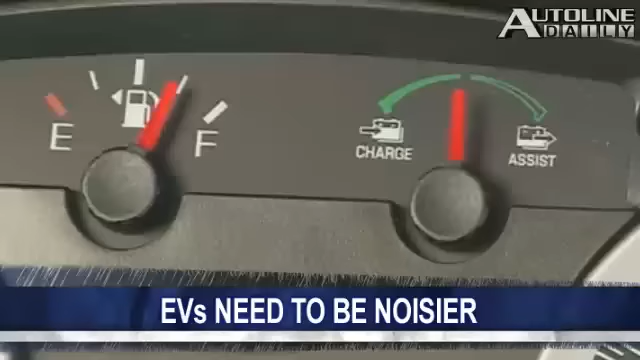 AUTOLINE
DAILY
E
F
CHARGE
ASSIST
EVs NEED TO BE NOISIER